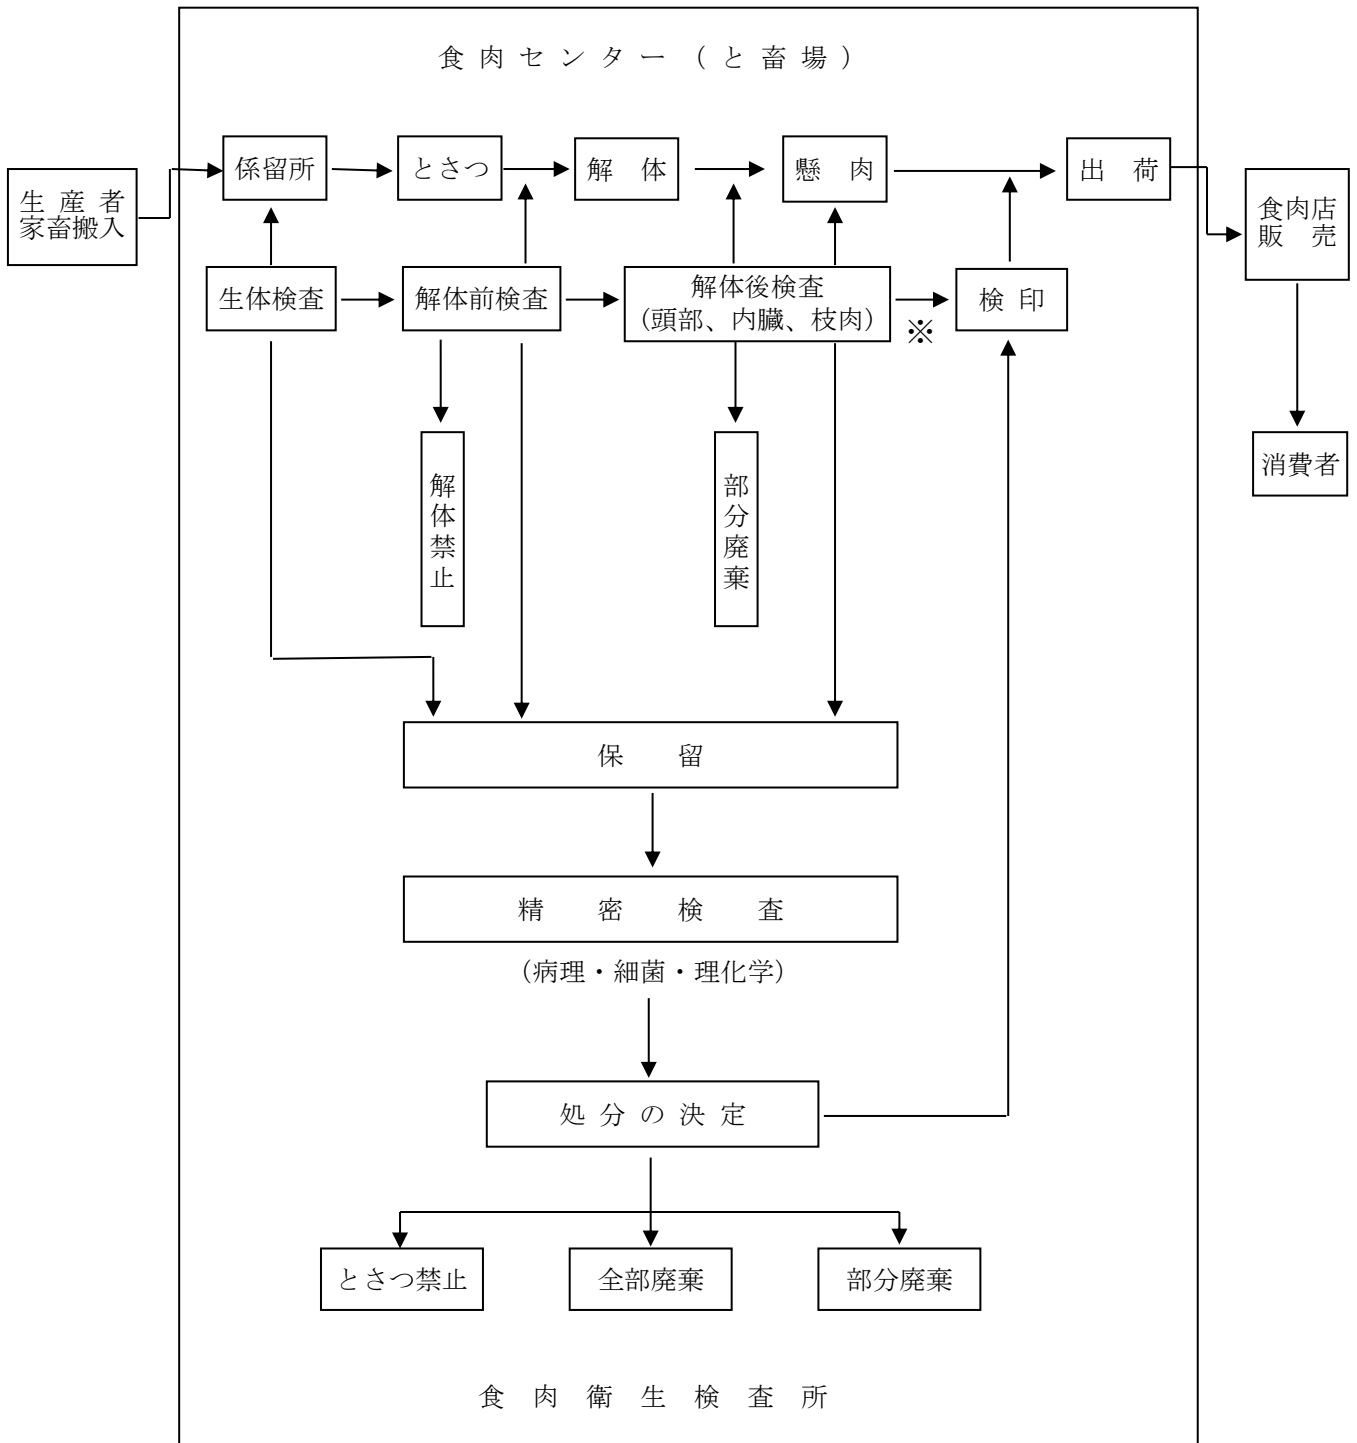 食肉センター(と畜場)
係留所
とさつ
解体
懸肉
出荷
生産者
家畜搬入
食肉店
販売
生体検査
解体前検査
解体後検査
(頭部、内臓、枝肉)
※
検印
解体禁止
部分廃棄
消費者
保留
精密検査
(病理・細菌・理化学)
処分の決定
とさつ禁止
全部廃棄
部分廃棄
食肉衛生検査所